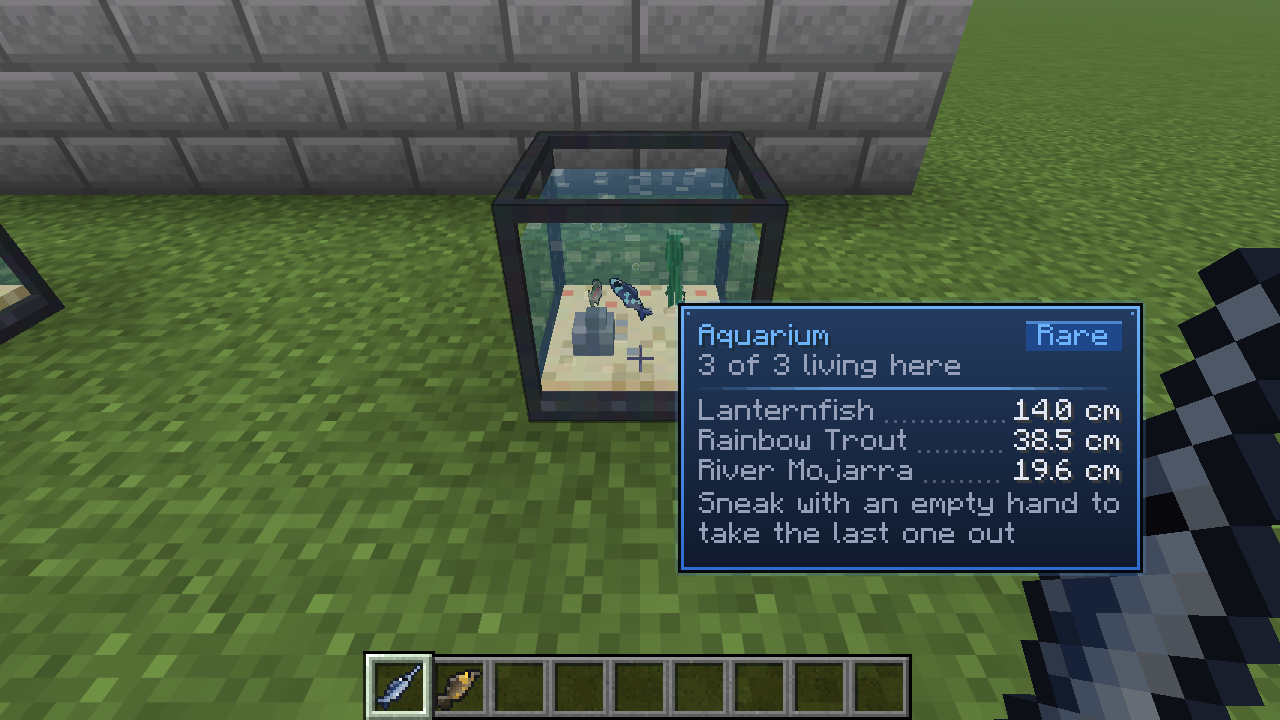 Aquarium Rare
3 of 3 living here
Lanternfish ............ 14.0 cm
Rainbow Trout ......... 38.5 cm
River Mojarra ........ 19.6 cm
Sneak with an empty hand to
take the last one out